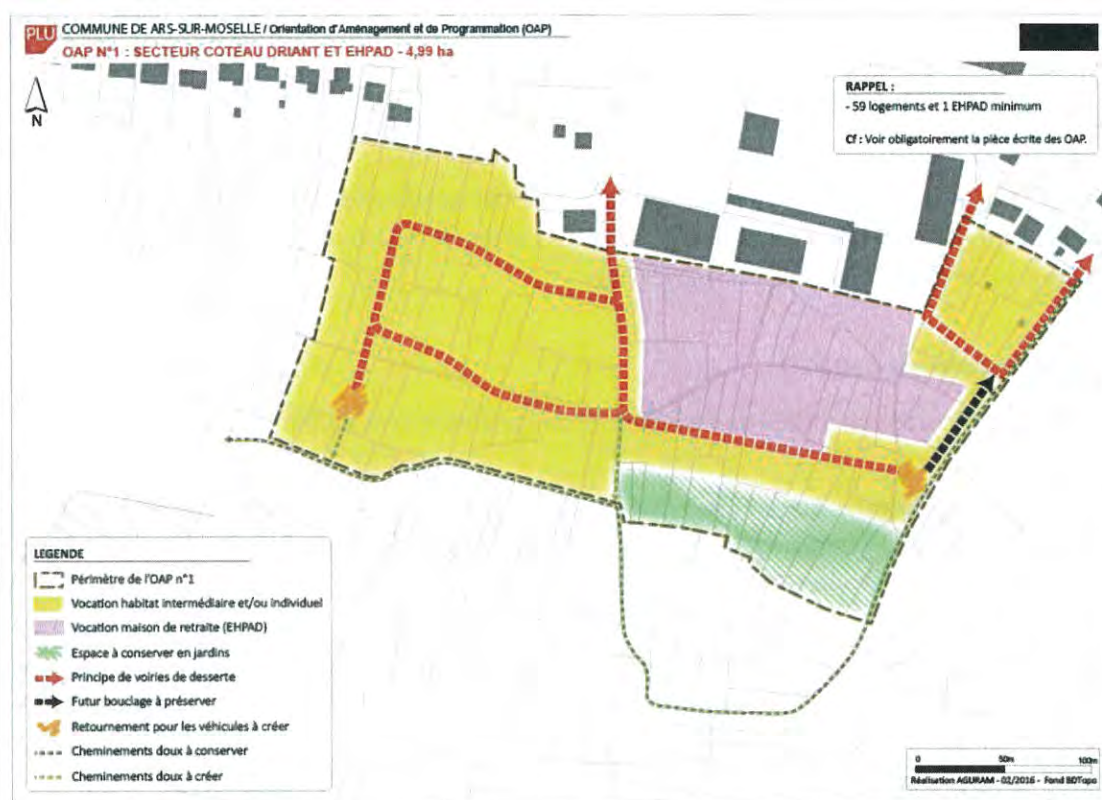 PLU
COMMUNE DE ARS-SUR-MOSELLE / Orientation d'Aménagement et de Programmation (OAP)
OAP N°1 : SECTEUR COTEAU DRIANT ET EHPAD - 4,99 ha
N
RAPPEL :
- 59 logements et 1 EHPAD minimum
Cf : Voir obligatoirement la pièce écrite des OAP.
LEGENDE
Périmètre de l'OAP n°1
Vocation habitat intermédiaire et/ou individuel
Vocation maison de retraite (EHPAD)
Espace à conserver en jardins
Principe de voiries de desserte
Futur bouclage à préserver
Retournement pour les véhicules à créer
Cheminements doux à conserver
Cheminements doux à créer
0 50m 100m
Réalisation AGURAM - 02/2016 - Fond BDTopo